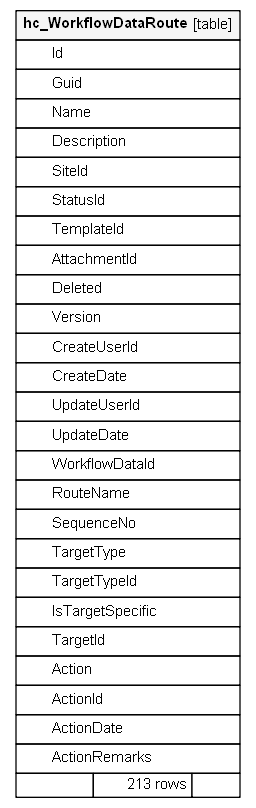 hc_WorkflowDataRoute [table]
Id
Guid
Name
Description
SiteId
StatusId
TemplateId
AttachmentId
Deleted
Version
CreateUserId
CreateDate
UpdateUserId
UpdateDate
WorkflowDataId
RouteName
SequenceNo
TargetType
TargetTypeId
IsTargetSpecific
TargetId
Action
ActionId
ActionDate
ActionRemarks
213 rows